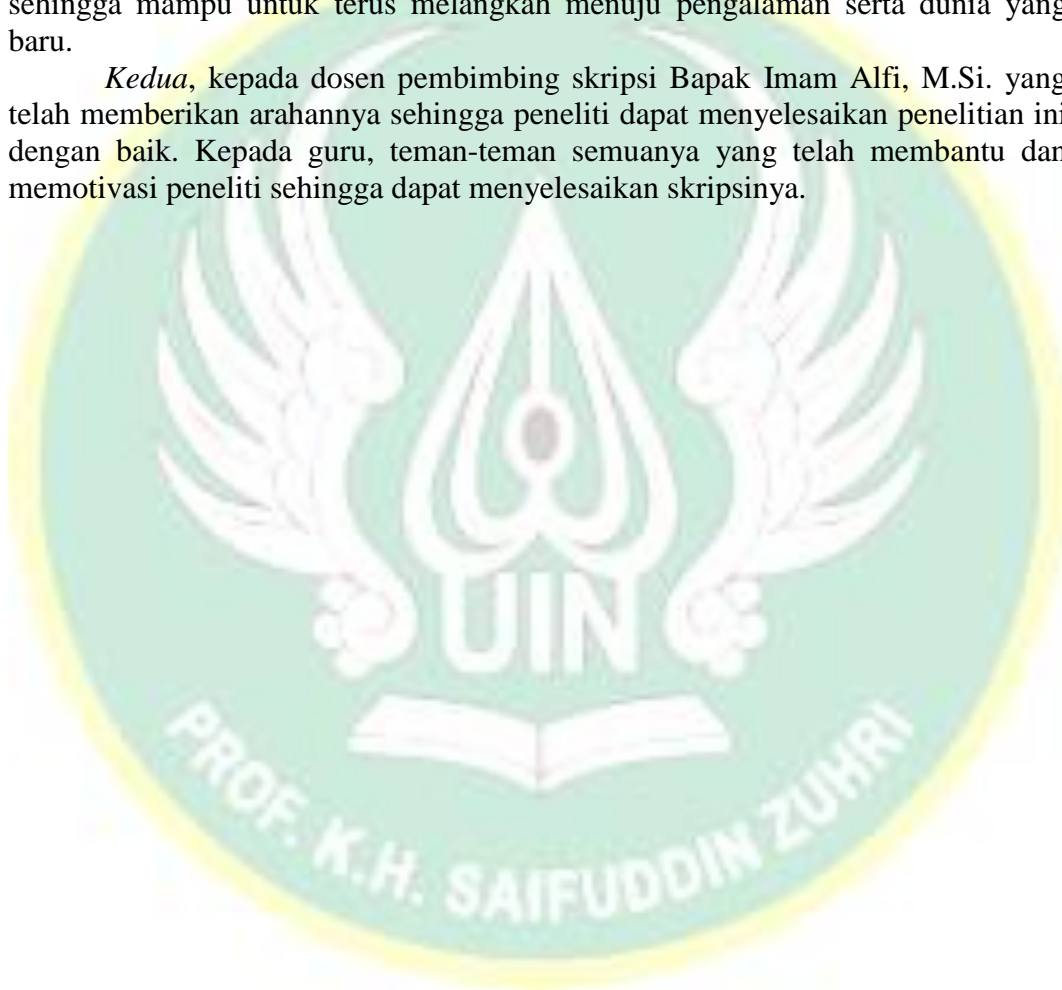 sehingga mampu untuk terus melangkah menuju pengalaman serta dunia yang
baru.
Kedua, kepada dosen pembimbing skripsi Bapak Imam Alfi, M.Si. yang
telah memberikan arahannya sehingga peneliti dapat menyelesaikan penelitian ini
dengan baik. Kepada guru, teman-teman semuanya yang telah membantu dan
memotivasi peneliti sehingga dapat menyelesaikan skripsinya.
UIN
PROF. K.H. SAIFUDDIN ZUHRI